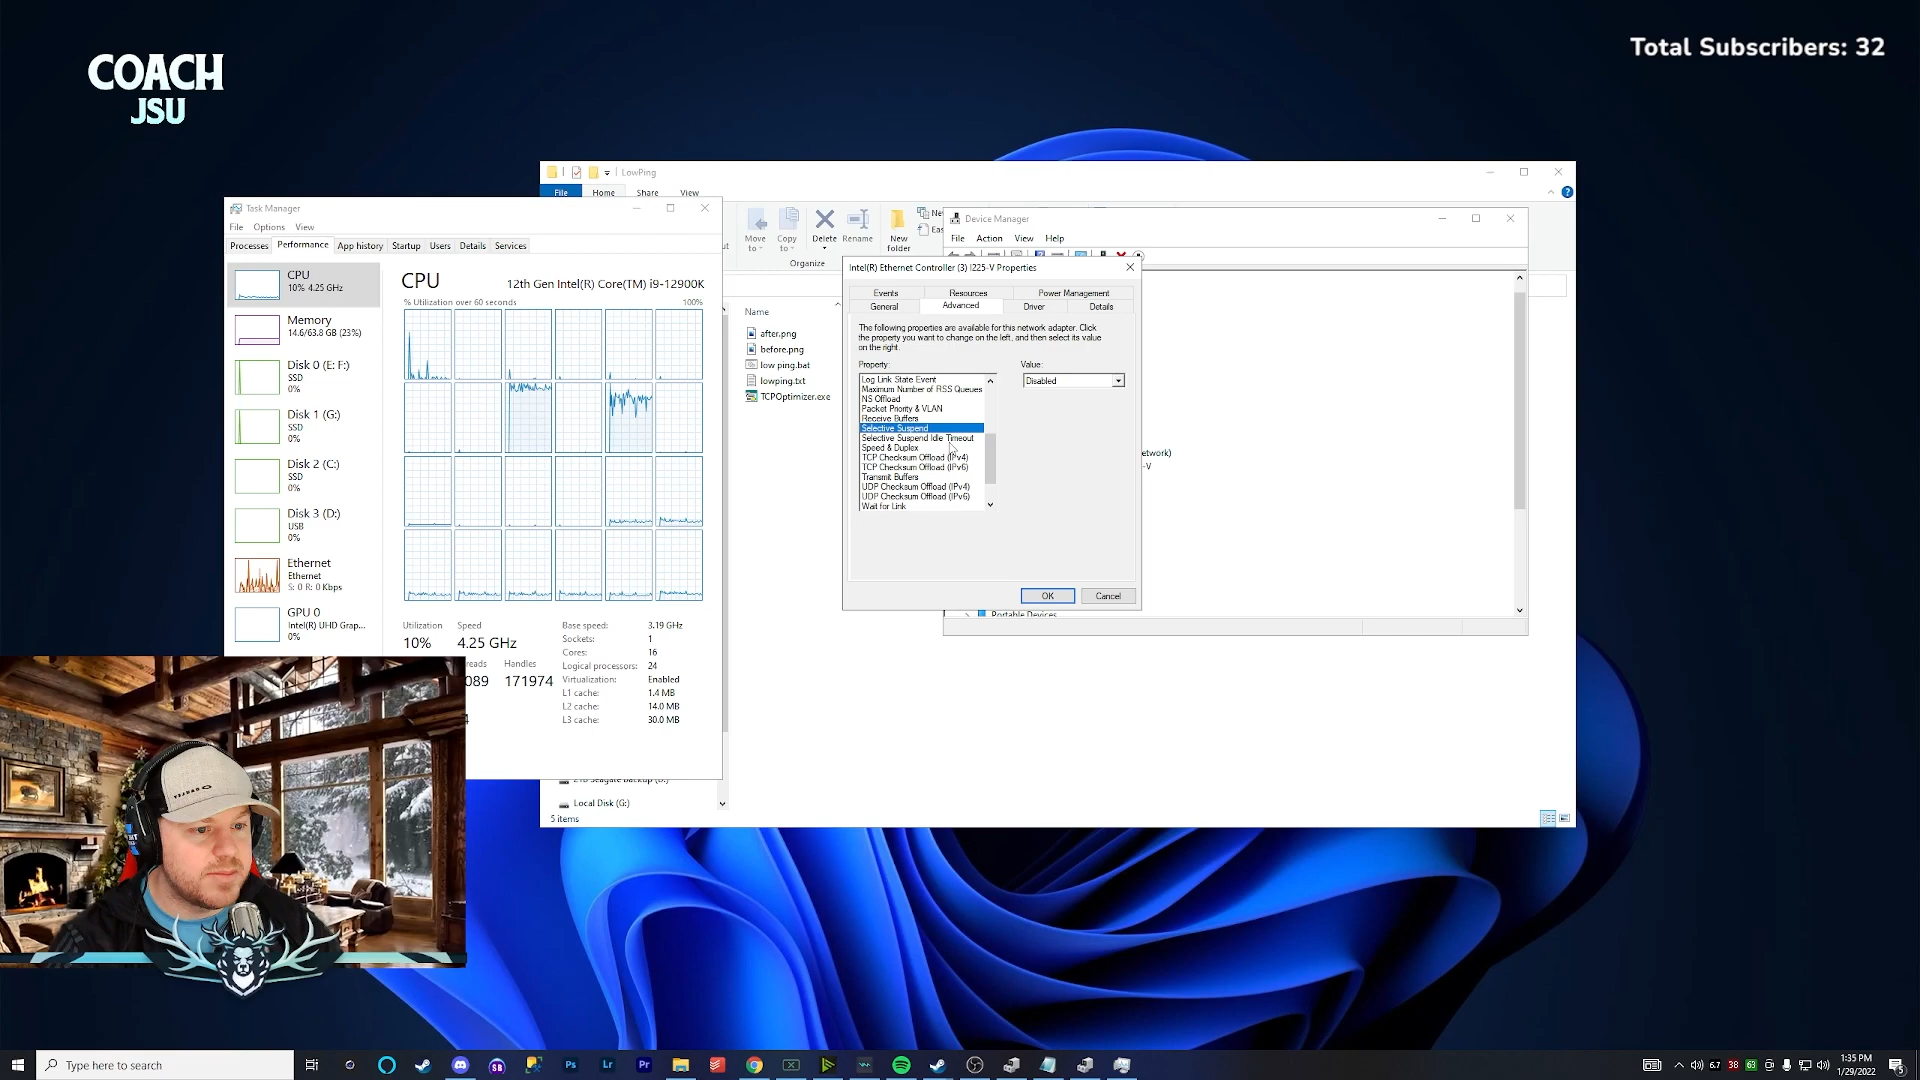 COACH
JSU
Total Subscribers: 32
LowPing
File
Home
Share
View
Move to
Copy to
Delete
Rename
New folder
Organize
Name
after.png
before.png
low ping.bat
lowping.txt
TCPOptimizer.exe
Local Disk (G:)
5 items
Task Manager
File Options View
Processes Performance App history Startup Users Details Services
CPU
10% 4.25 GHz
Memory
14.6/63.8 GB (23%)
Disk 0 (E: F:)
SSD
0%
Disk 1 (G:)
SSD
0%
Disk 2 (C:)
SSD
0%
Disk 3 (D:)
USB
0%
Ethernet
Ethernet
S: 0 R: 0 Kbps
GPU 0
Intel(R) UHD Grap...
0%
CPU
12th Gen Intel(R) Core(TM) i9-12900K
% Utilization over 60 seconds
100%
Utilization
10%
Speed
4.25 GHz
reads
089
Handles
171974
Base speed: 3.19 GHz
Sockets: 1
Cores: 16
Logical processors: 24
Virtualization: Enabled
L1 cache: 1.4 MB
L2 cache: 14.0 MB
L3 cache: 30.0 MB
Device Manager
File Action View Help
etwork)
-V
Portable Devices
Intel(R) Ethernet Controller (3) I225-V Properties
Events Resources Power Management
General Advanced Driver Details
The following properties are available for this network adapter. Click
the property you want to change on the left, and then select its value
on the right.
Property:
Value:
Log Link State Event
Maximum Number of RSS Queues
NS Offload
Packet Priority & VLAN
Receive Buffers
Selective Suspend
Selective Suspend Idle Timeout
Speed & Duplex
TCP Checksum Offload (IPv4)
TCP Checksum Offload (IPv6)
Transmit Buffers
UDP Checksum Offload (IPv4)
UDP Checksum Offload (IPv6)
Wait for Link
Disabled
OK
Cancel
Type here to search
Ps
Lr
Pr
6.7
38
63
1:35 PM
1/29/2022